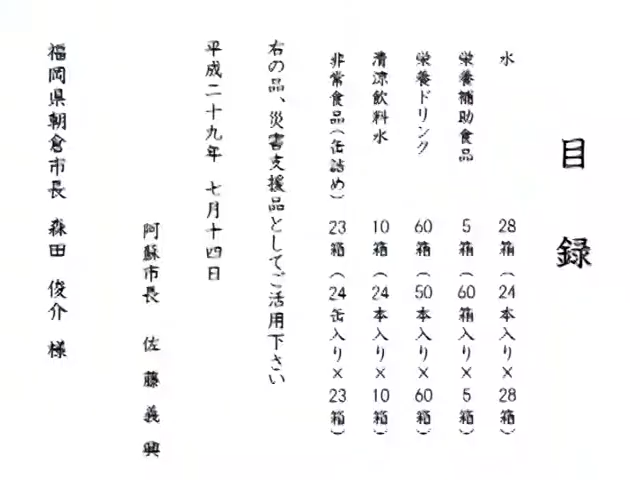 目録
水 28箱(24本入り×28箱)
栄養補助食品 5箱(60箱入り×5箱)
栄養ドリンク 60箱(50本入り×60箱)
清涼飲料水 10箱(24本入り×10箱)
非常食品(缶詰め) 23箱(24缶入り×23箱)
右の品、災害支援品としてご活用下さい
平成二十九年 七月十四日
阿蘇市長 佐藤義興
福岡県朝倉市長 森田 俊介 様